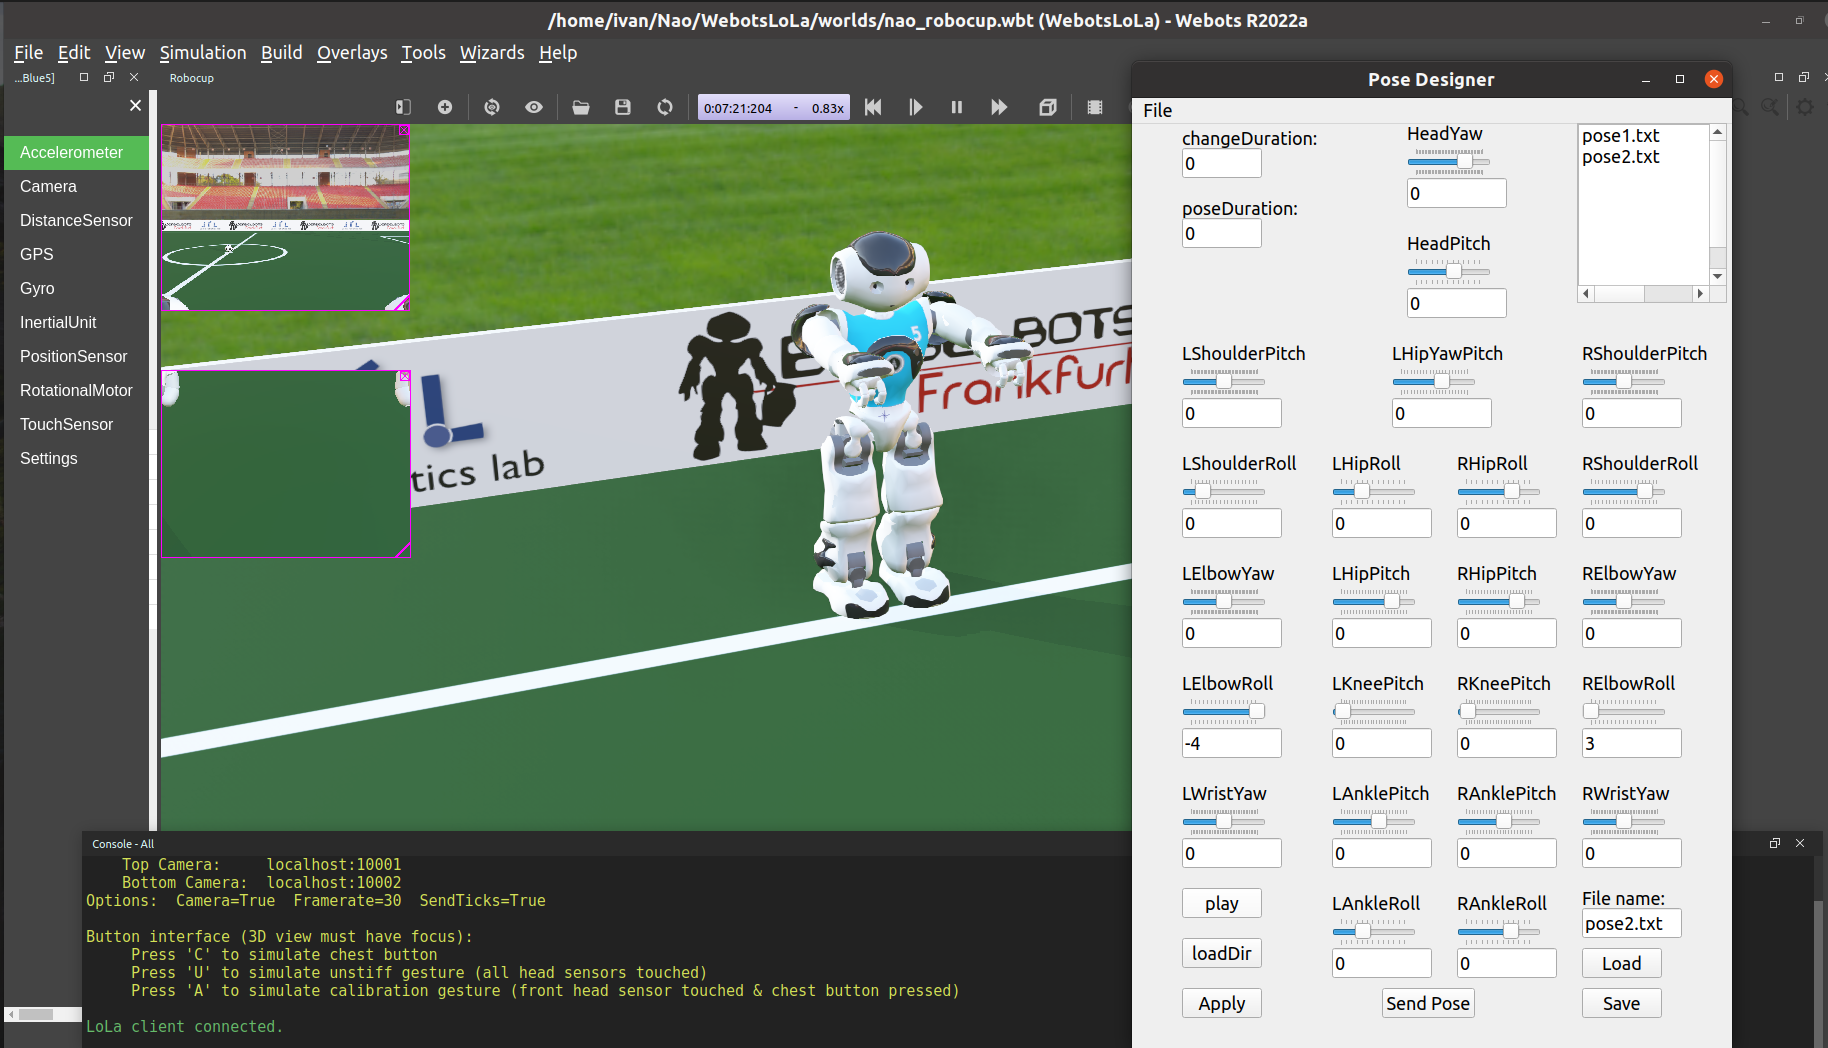 /home/ivan/Nao/WebotsLoLa/worlds/nao_robocup.wbt (WebotsLoLa) - Webots R2022a
File Edit View Simulation Build Overlays Tools Wizards Help
...Blue5]
Robocup
0:07:21:204 - 0.83x
Accelerometer
Camera
DistanceSensor
GPS
Gyro
InertialUnit
PositionSensor
RotationalMotor
TouchSensor
Settings
5
BOTS
Frankfur
tics lab
Pose Designer
File
changeDuration:
0
poseDuration:
0
HeadYaw
0
HeadPitch
0
pose1.txt
pose2.txt
LShoulderPitch LHipYawPitch RShoulderPitch
0 0 0
LShoulderRoll LHipRoll RHipRoll RShoulderRoll
0 0 0 0
LElbowYaw LHipPitch RHipPitch RElbowYaw
0 0 0 0
LElbowRoll LKneePitch RKneePitch RElbowRoll
-4 0 0 3
LWristYaw LAnklePitch RAnklePitch RWristYaw
0 0 0 0
play
LAnkleRoll RAnkleRoll
0 0
File name:
pose2.txt
loadDir
Load
Apply
Send Pose
Save
Console - All
Top Camera: localhost:10001
Bottom Camera: localhost:10002
Options: Camera=True Framerate=30 SendTicks=True
Button interface (3D view must have focus):
Press 'C' to simulate chest button
Press 'U' to simulate unstiff gesture (all head sensors touched)
Press 'A' to simulate calibration gesture (front head sensor touched & chest button pressed)
LoLa client connected.